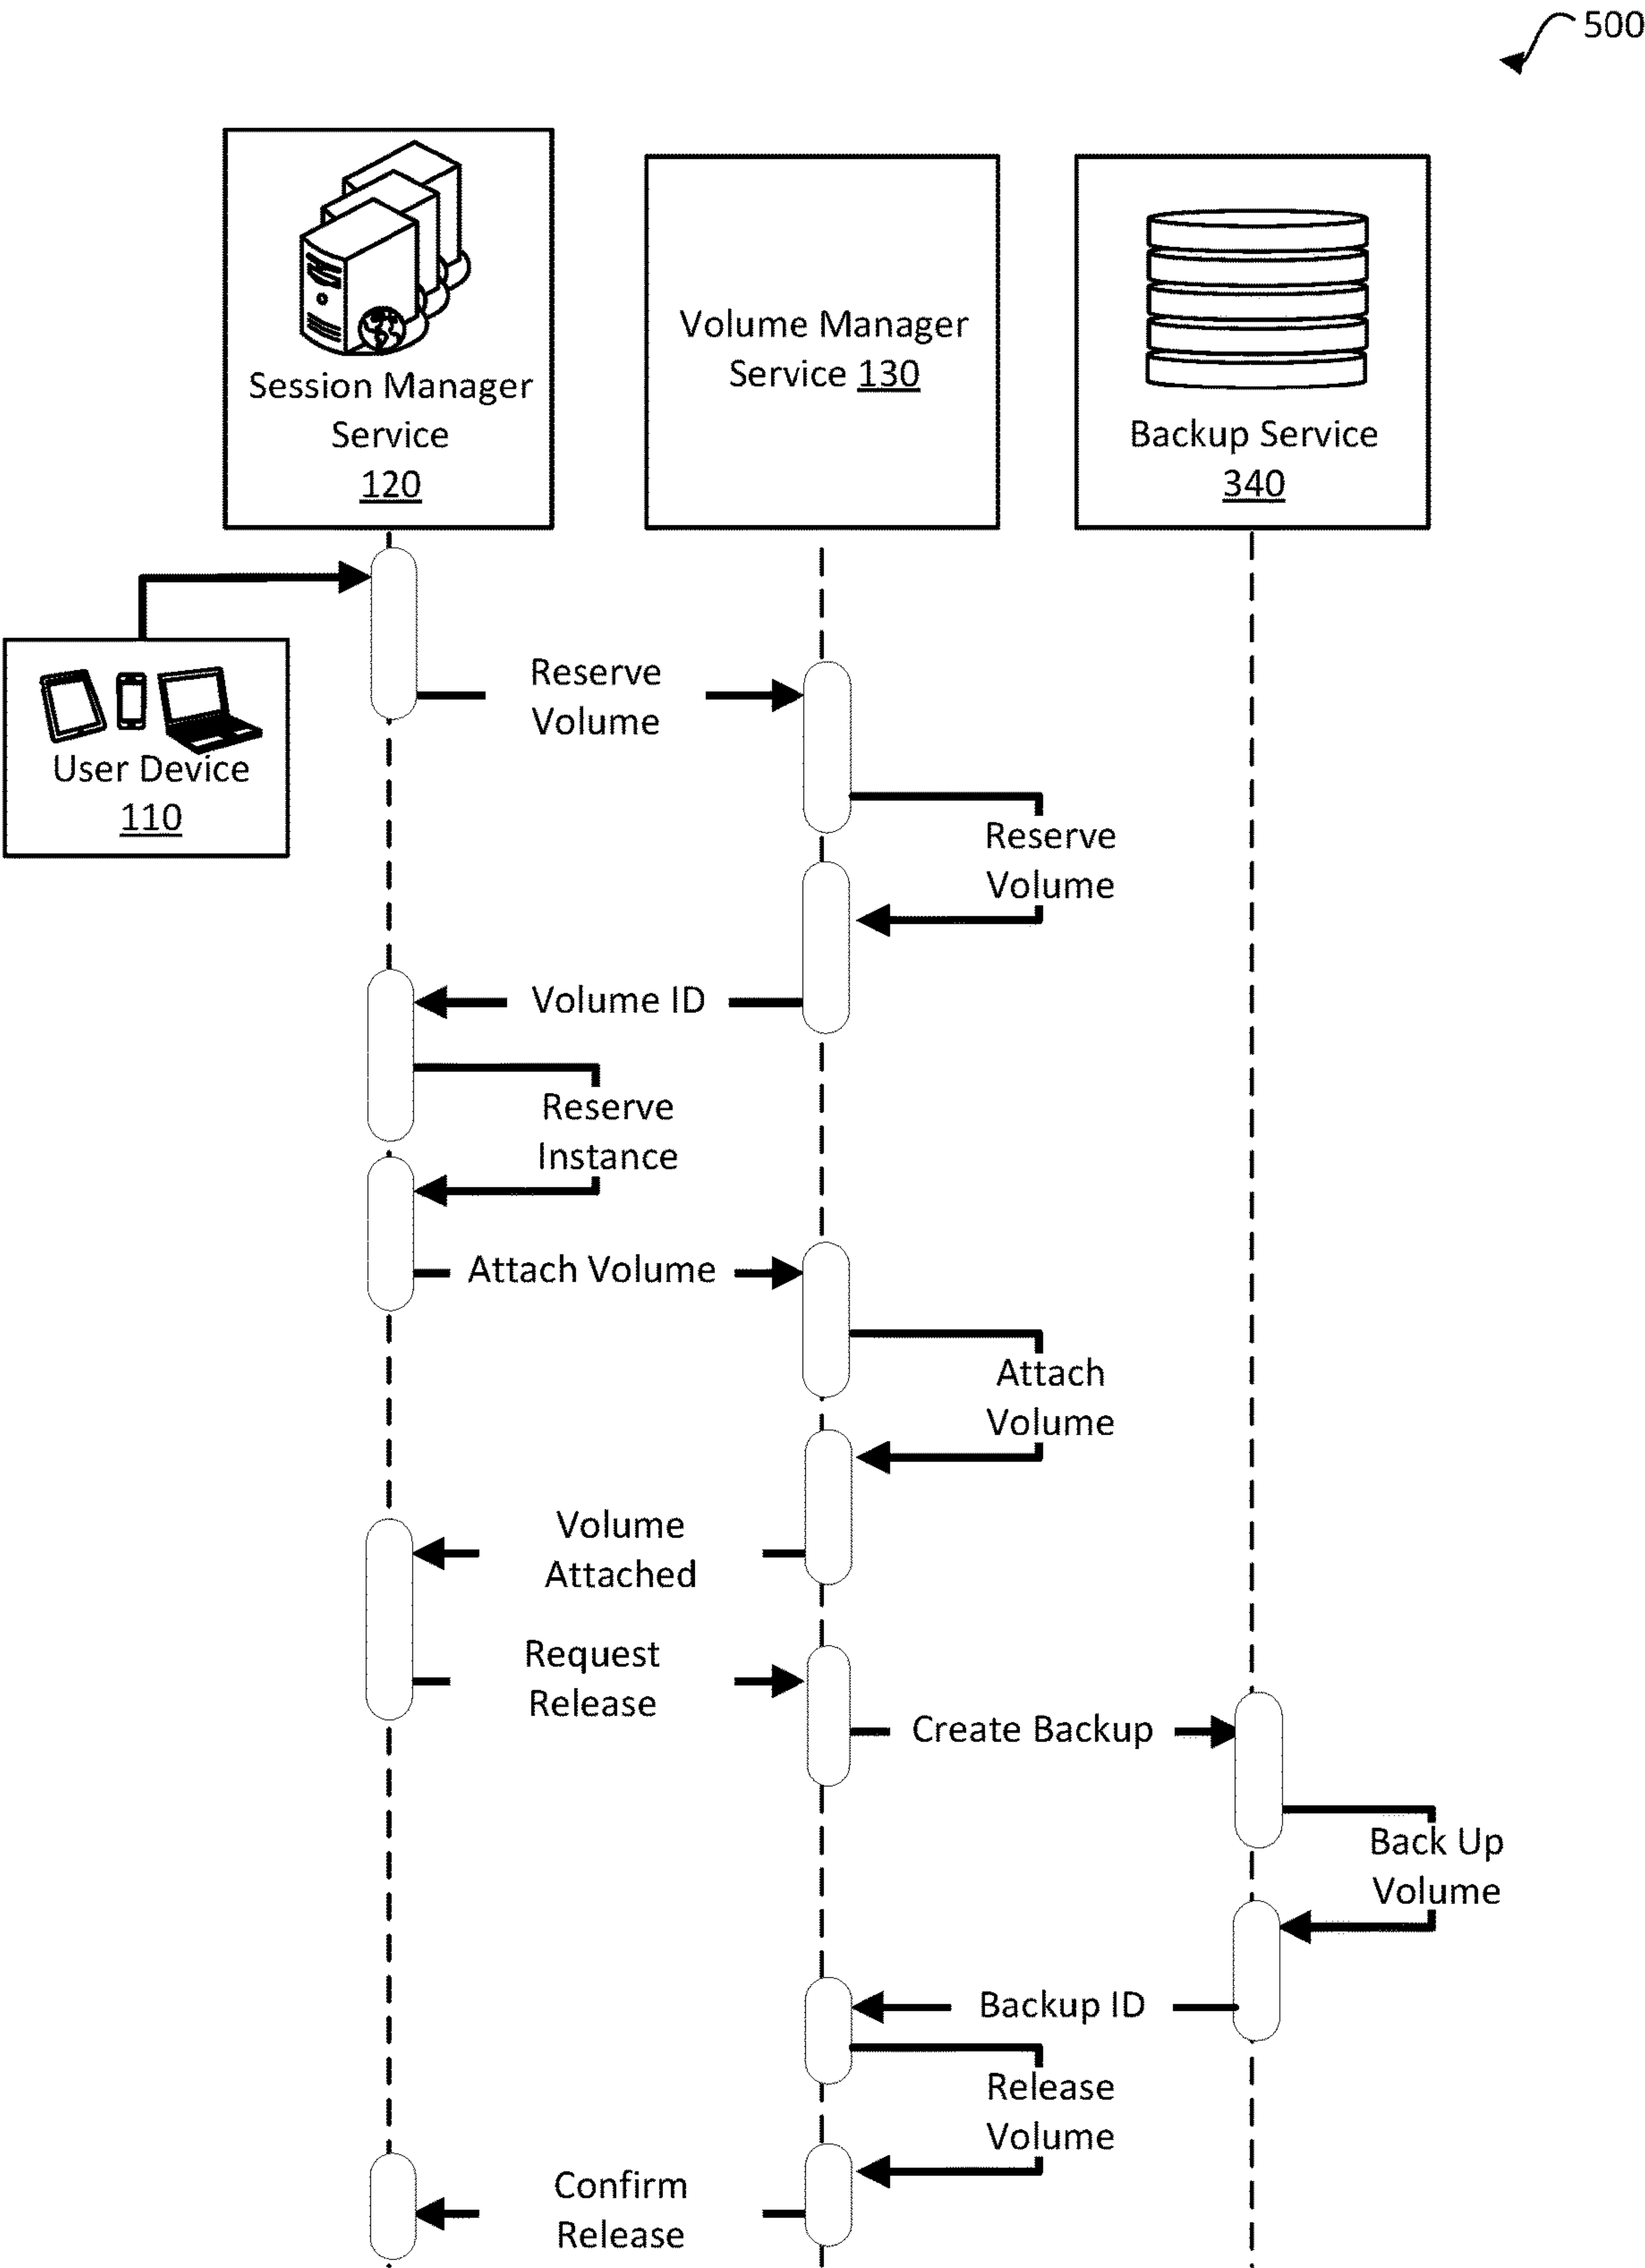 500
Session Manager
Service
120
Volume Manager
Service 130
Backup Service
340
User Device
110
Reserve
Volume
Reserve
Volume
Volume ID
Reserve
Instance
Attach Volume
Attach
Volume
Volume
Attached
Request
Release
Create Backup
Back Up
Volume
Backup ID
Release
Volume
Confirm
Release